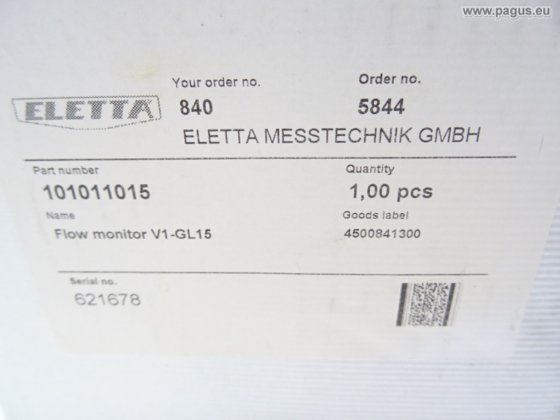 www.pagus.eu
ELETTA
Your order no. Order no.
840 5844
ELETTA MESSTECHNIK GMBH
Part number Quantity
101011015 1,00 pcs
Name Goods label
Flow monitor V1-GL15 4500841300
Serial no.
621678